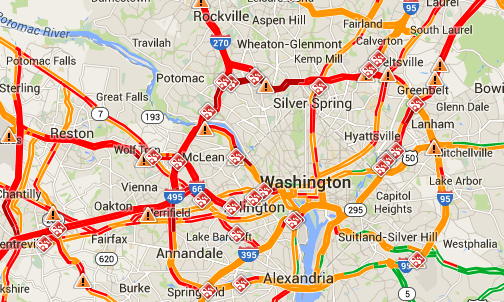 Rockville
Aspen Hill
Fairland
95
Laurel
South Laurel
Potomac River
Travilah
270
Wheaton-Glenmont
Calverton
Kemp Mill
Potomac Falls
Potomac
Beltsville
Sterling
Great Falls
Greenbelt
Silver Spring
Glenn Dale
7
193
Lanham
Reston
Hyattsville
Wolf Trap
McLean
50
Mitchellville
Vienna
66
Washington
Lake Arbor
495
Chantilly
Oakton
Arlington
295
Capitol
Heights
95
Merrifield
Centreville
Fairfax
Lake Barcroft
Suitland-Silver Hill
Westphalia
620
Annandale
395
95
Burke
Alexandria
Springfield
5